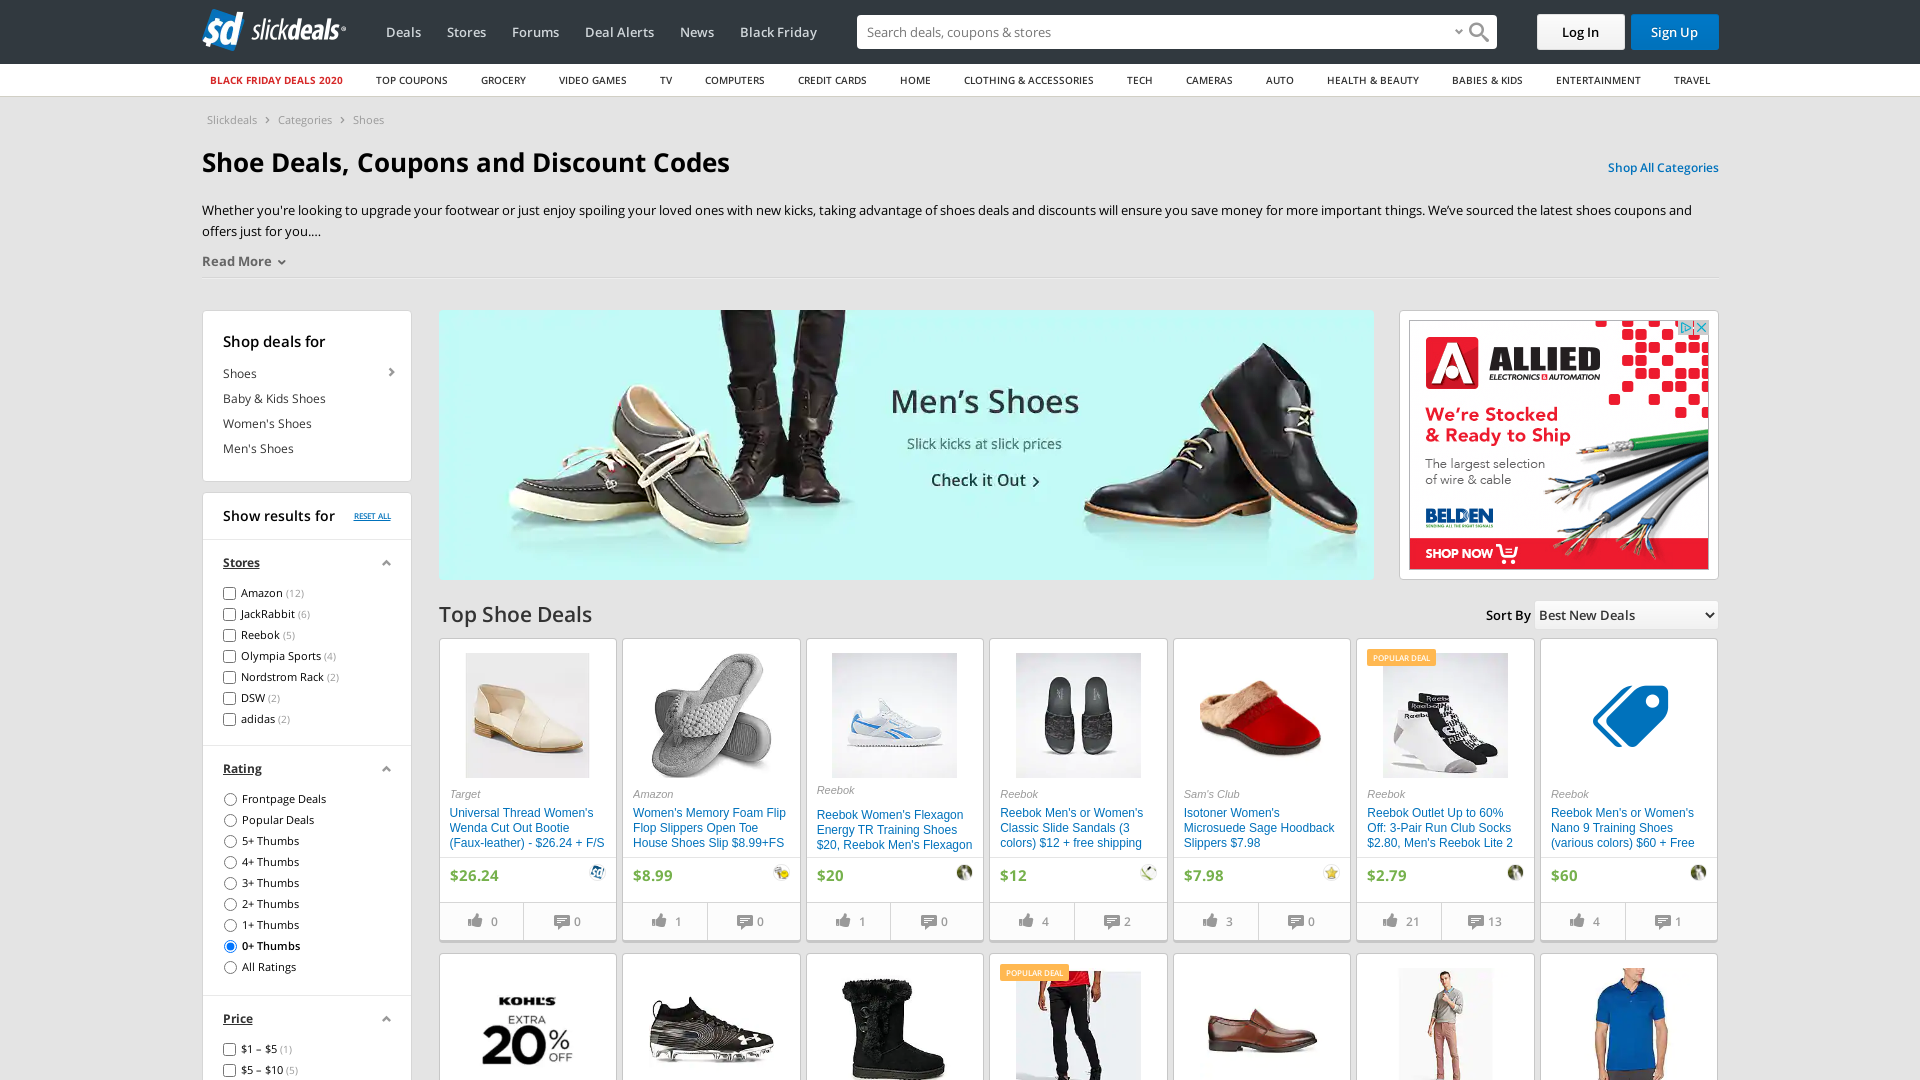 sd slickdeals
Deals
Stores
Forums
Deal Alerts
News
Black Friday
Search deals, coupons & stores
Log In
Sign Up
BLACK FRIDAY DEALS 2020
TOP COUPONS
GROCERY
VIDEO GAMES
TV
COMPUTERS
CREDIT CARDS
HOME
CLOTHING & ACCESSORIES
TECH
CAMERAS
AUTO
HEALTH & BEAUTY
BABIES & KIDS
ENTERTAINMENT
TRAVEL
Slickdeals > Categories > Shoes
Shoe Deals, Coupons and Discount Codes
Shop All Categories
Whether you're looking to upgrade your footwear or just enjoy spoiling your loved ones with new kicks, taking advantage of shoes deals and discounts will ensure you save money for more important things. We've sourced the latest shoes coupons and
offers just for you....
Read More
Shop deals for
Shoes
Baby & Kids Shoes
Women's Shoes
Men's Shoes
Show results for
RESET ALL
Stores
Amazon (12)
JackRabbit (6)
Reebok (5)
Olympia Sports (4)
Nordstrom Rack (2)
DSW (2)
adidas (2)
Rating
Frontpage Deals
Popular Deals
5+ Thumbs
4+ Thumbs
3+ Thumbs
2+ Thumbs
1+ Thumbs
0+ Thumbs
All Ratings
Price
$1 – $5 (1)
$5 – $10 (5)
Men's Shoes
Slick kicks at slick prices
Check it Out >
ALLIED
ELECTRONICS & AUTOMATION
We're Stocked
& Ready to Ship
The largest selection
of wire & cable
BELDEN
SENDING ALL THE RIGHT SIGNALS
SHOP NOW
Top Shoe Deals
Sort By
Best New Deals
Target
Universal Thread Women's
Wenda Cut Out Bootie
(Faux-leather) - $26.24 + F/S
$26.24
0
0
Amazon
Women's Memory Foam Flip
Flop Slippers Open Toe
House Shoes Slip $8.99+FS
$8.99
1
0
Reebok
Reebok Women's Flexagon
Energy TR Training Shoes
$20, Reebok Men's Flexagon
$20
1
0
Reebok
Reebok Men's or Women's
Classic Slide Sandals (3
colors) $12 + free shipping
$12
4
2
Sam's Club
Isotoner Women's
Microsuede Sage Hoodback
Slippers $7.98
$7.98
3
0
POPULAR DEAL
Reebok
Reebok Outlet Up to 60%
Off: 3-Pair Run Club Socks
$2.80, Men's Reebok Lite 2
$2.79
21
13
Reebok
Reebok Men's or Women's
Nano 9 Training Shoes
(various colors) $60 + Free
$60
4
1
KOHL'S
EXTRA
20% OFF
POPULAR DEAL